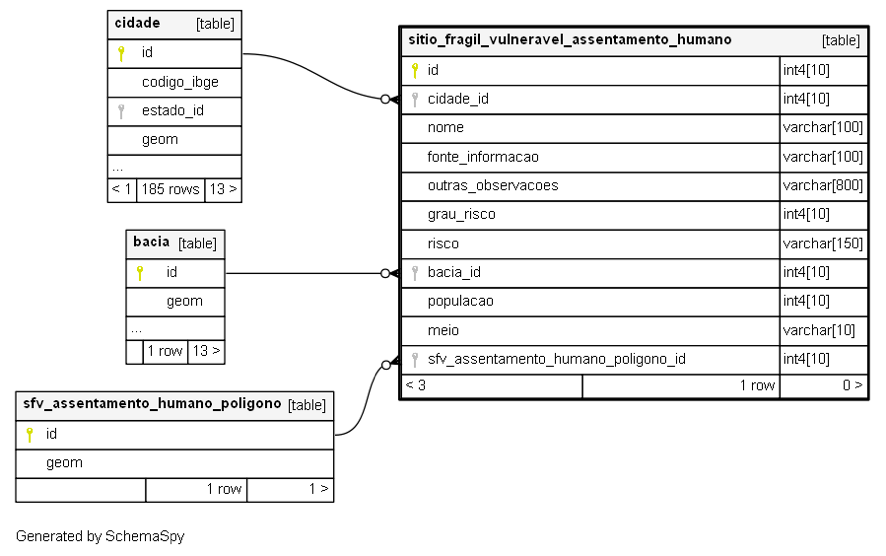 cidade [table]
id
codigo_ibge
estado_id
geom
...
< 1 185 rows 13 >
bacia [table]
id
geom
...
1 row 13 >
sfv_assentamento_humano_poligono [table]
id
geom
1 row 1 >
sitio_fragil_vulneravel_assentamento_humano [table]
id int4[10]
cidade_id int4[10]
nome varchar[100]
fonte_informacao varchar[100]
outras_observacoes varchar[800]
grau_risco int4[10]
risco varchar[150]
bacia_id int4[10]
populacao int4[10]
meio varchar[10]
sfv_assentamento_humano_poligono_id int4[10]
< 3 1 row 0 >
Generated by SchemaSpy